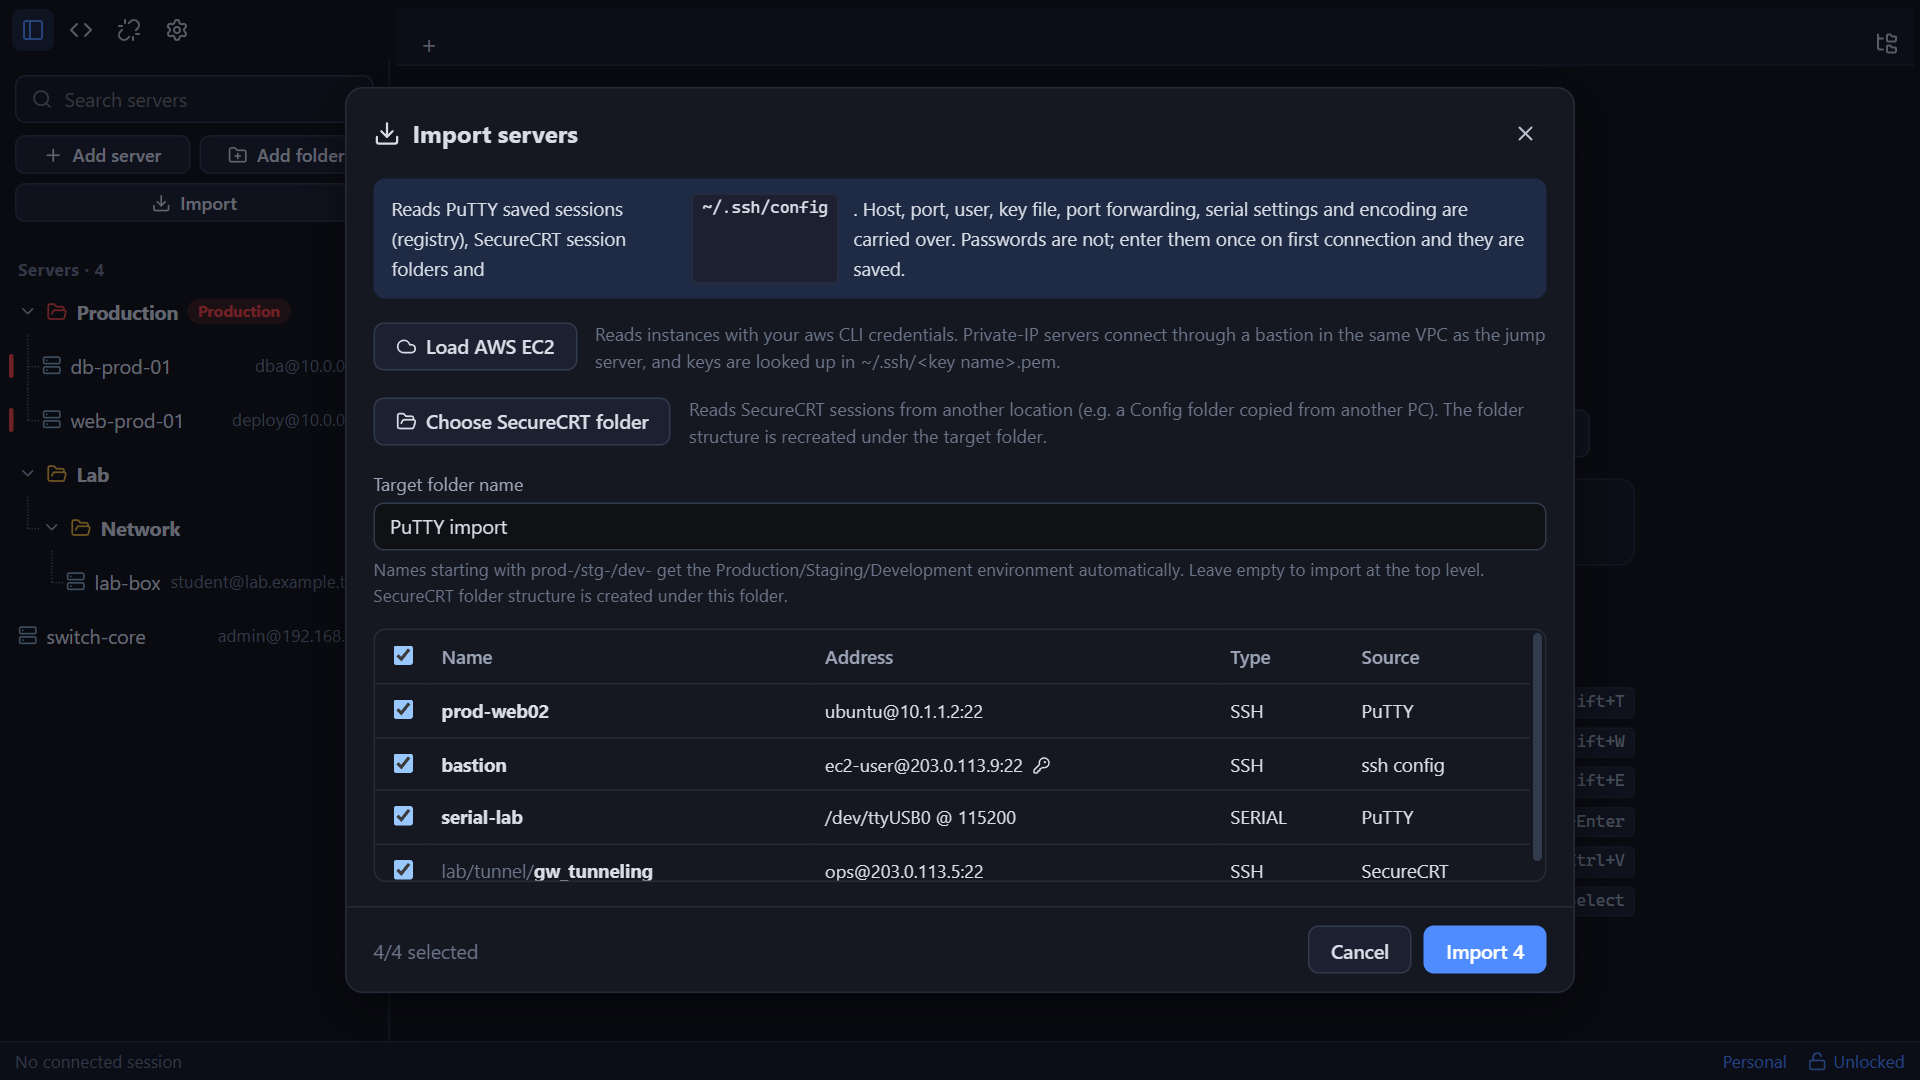 Search servers
Add server
Add folder
Import
Servers · 4
Production Production
db-prod-01 dba@10.0.0
web-prod-01 deploy@10.0.0
Lab
Network
lab-box student@lab.example.t
switch-core admin@192.168.
Import servers
Reads PuTTY saved sessions
(registry), SecureCRT session
folders and
~/.ssh/config
. Host, port, user, key file, port forwarding, serial settings and encoding are
carried over. Passwords are not; enter them once on first connection and they are
saved.
Load AWS EC2
Reads instances with your aws CLI credentials. Private-IP servers connect through a bastion in the same VPC as the jump
server, and keys are looked up in ~/.ssh/<key name>.pem.
Choose SecureCRT folder
Reads SecureCRT sessions from another location (e.g. a Config folder copied from another PC). The folder
structure is recreated under the target folder.
Target folder name
PuTTY import
Names starting with prod-/stg-/dev- get the Production/Staging/Development environment automatically. Leave empty to import at the top level.
SecureCRT folder structure is created under this folder.
Name Address Type Source
prod-web02 ubuntu@10.1.1.2:22 SSH PuTTY
bastion ec2-user@203.0.113.9:22 SSH ssh config
serial-lab /dev/ttyUSB0 @ 115200 SERIAL PuTTY
lab/tunnel/gw_tunneling ops@203.0.113.5:22 SSH SecureCRT
4/4 selected
Cancel
Import 4
ift+T
ift+W
ift+E
Enter
trl+V
elect
No connected session
Personal
Unlocked